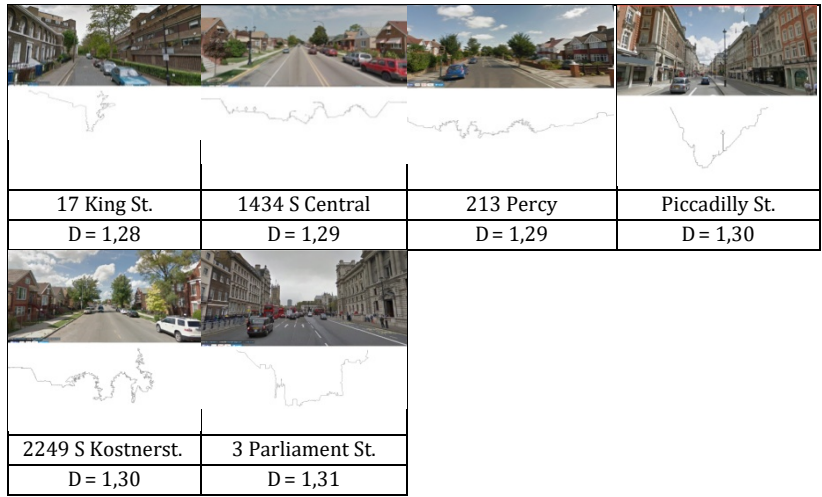 17 King St.
1434 S Central
213 Percy
Piccadilly St.
D = 1,28
D = 1,29
D = 1,29
D = 1,30
2249 S Kostnerst.
3 Parliament St.
D = 1,30
D = 1,31